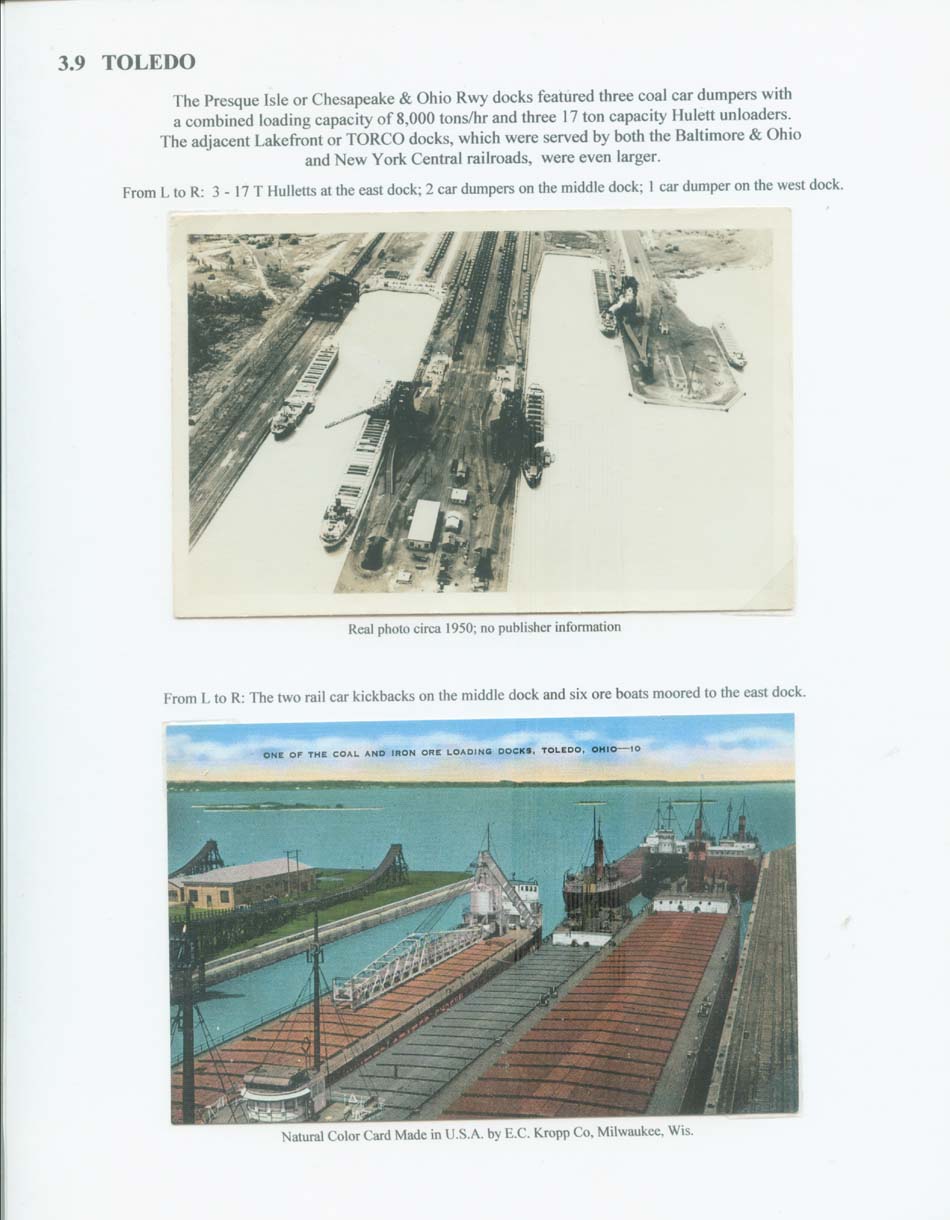 3.9 TOLEDO
The Presque Isle or Chesapeake & Ohio Rwy docks featured three coal car dumpers with
a combined loading capacity of 8,000 tons/hr and three 17 ton capacity Hulett unloaders.
The adjacent Lakefront or TORCO docks, which were served by both the Baltimore & Ohio
and New York Central railroads, were even larger.
From L to R: 3 - 17 T Hulletts at the east dock; 2 car dumpers on the middle dock; 1 car dumper on the west dock.
Real photo circa 1950; no publisher information
From L to R: The two rail car kickbacks on the middle dock and six ore boats moored to the east dock.
ONE OF THE COAL AND IRON ORE LOADING DOCKS, TOLEDO, OHIO—10
Natural Color Card Made in U.S.A. by E.C. Kropp Co, Milwaukee, Wis.